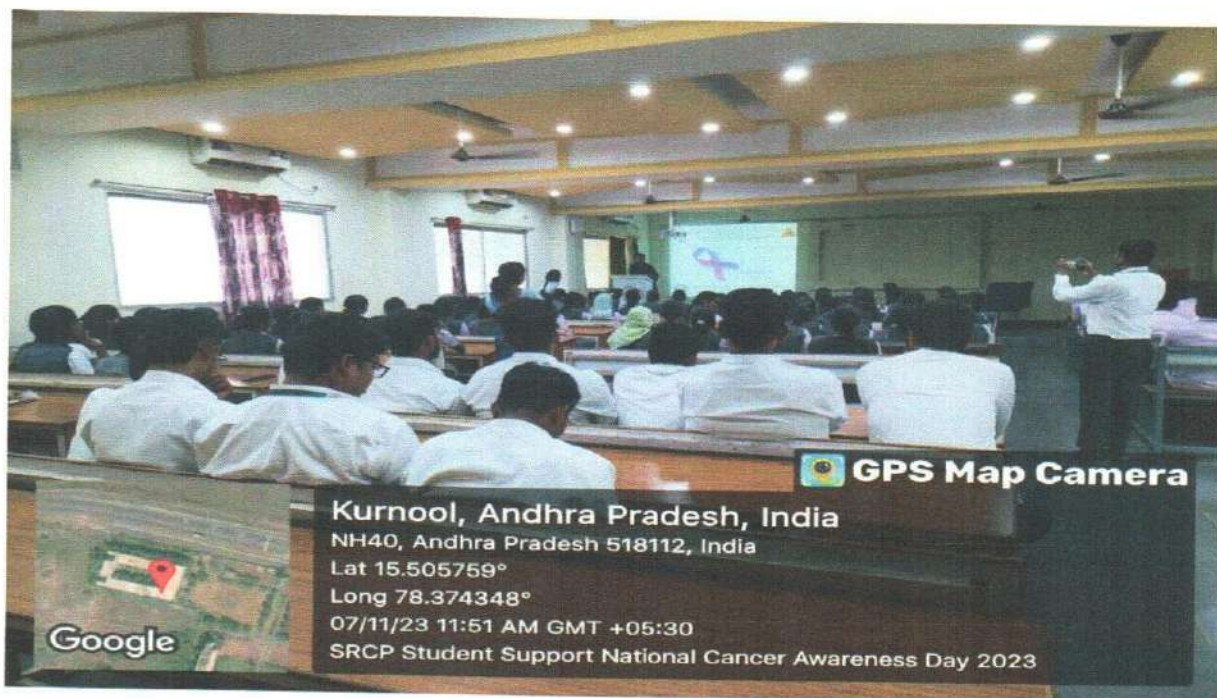 GPS Map Camera
Kurnool, Andhra Pradesh, India
NH40, Andhra Pradesh 518112, India
Lat 15.505759°
Long 78.374348°
07/11/23 11:51 AM GMT +05:30
SRCP Student Support National Cancer Awareness Day 2023
Google